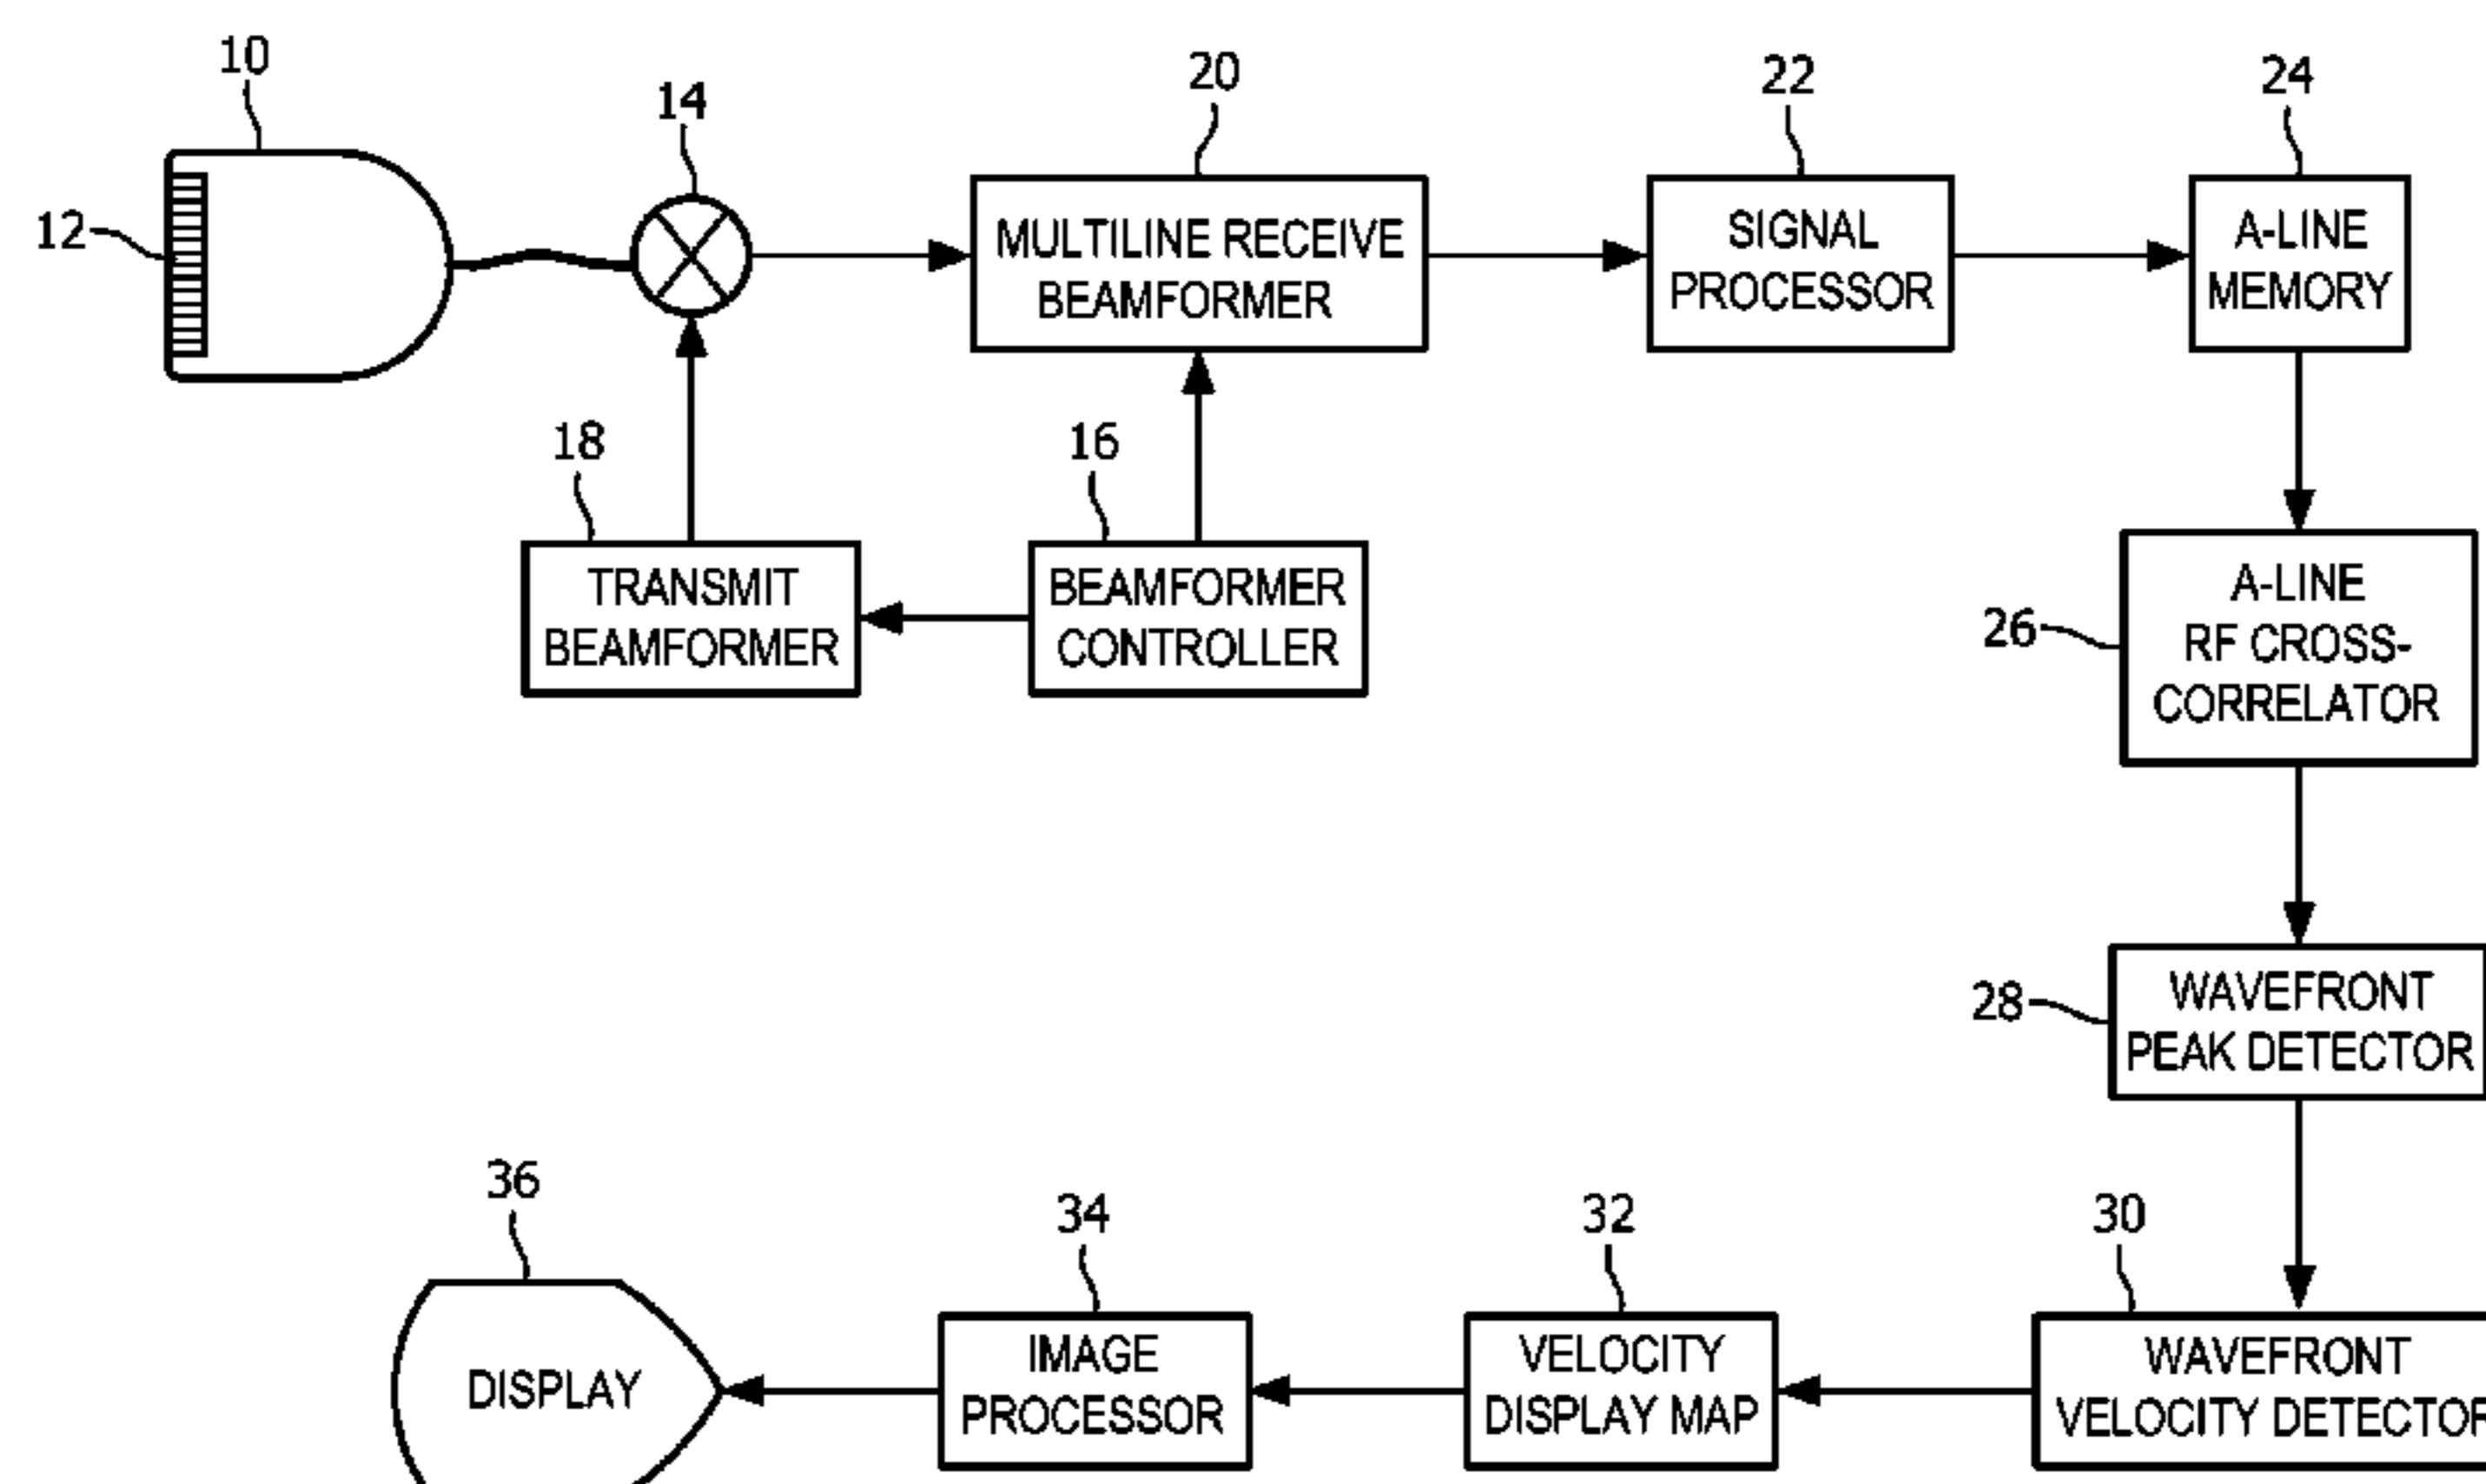 10
14
20
22
24
12
MULTILINE RECEIVE
BEAMFORMER
SIGNAL
PROCESSOR
A-LINE
MEMORY
18
16
TRANSMIT
BEAMFORMER
BEAMFORMER
CONTROLLER
26
A-LINE
RF CROSS-
CORRELATOR
28
WAVEFRONT
PEAK DETECTOR
36
34
32
30
DISPLAY
IMAGE
PROCESSOR
VELOCITY
DISPLAY MAP
WAVEFRONT
VELOCITY DETECTOR